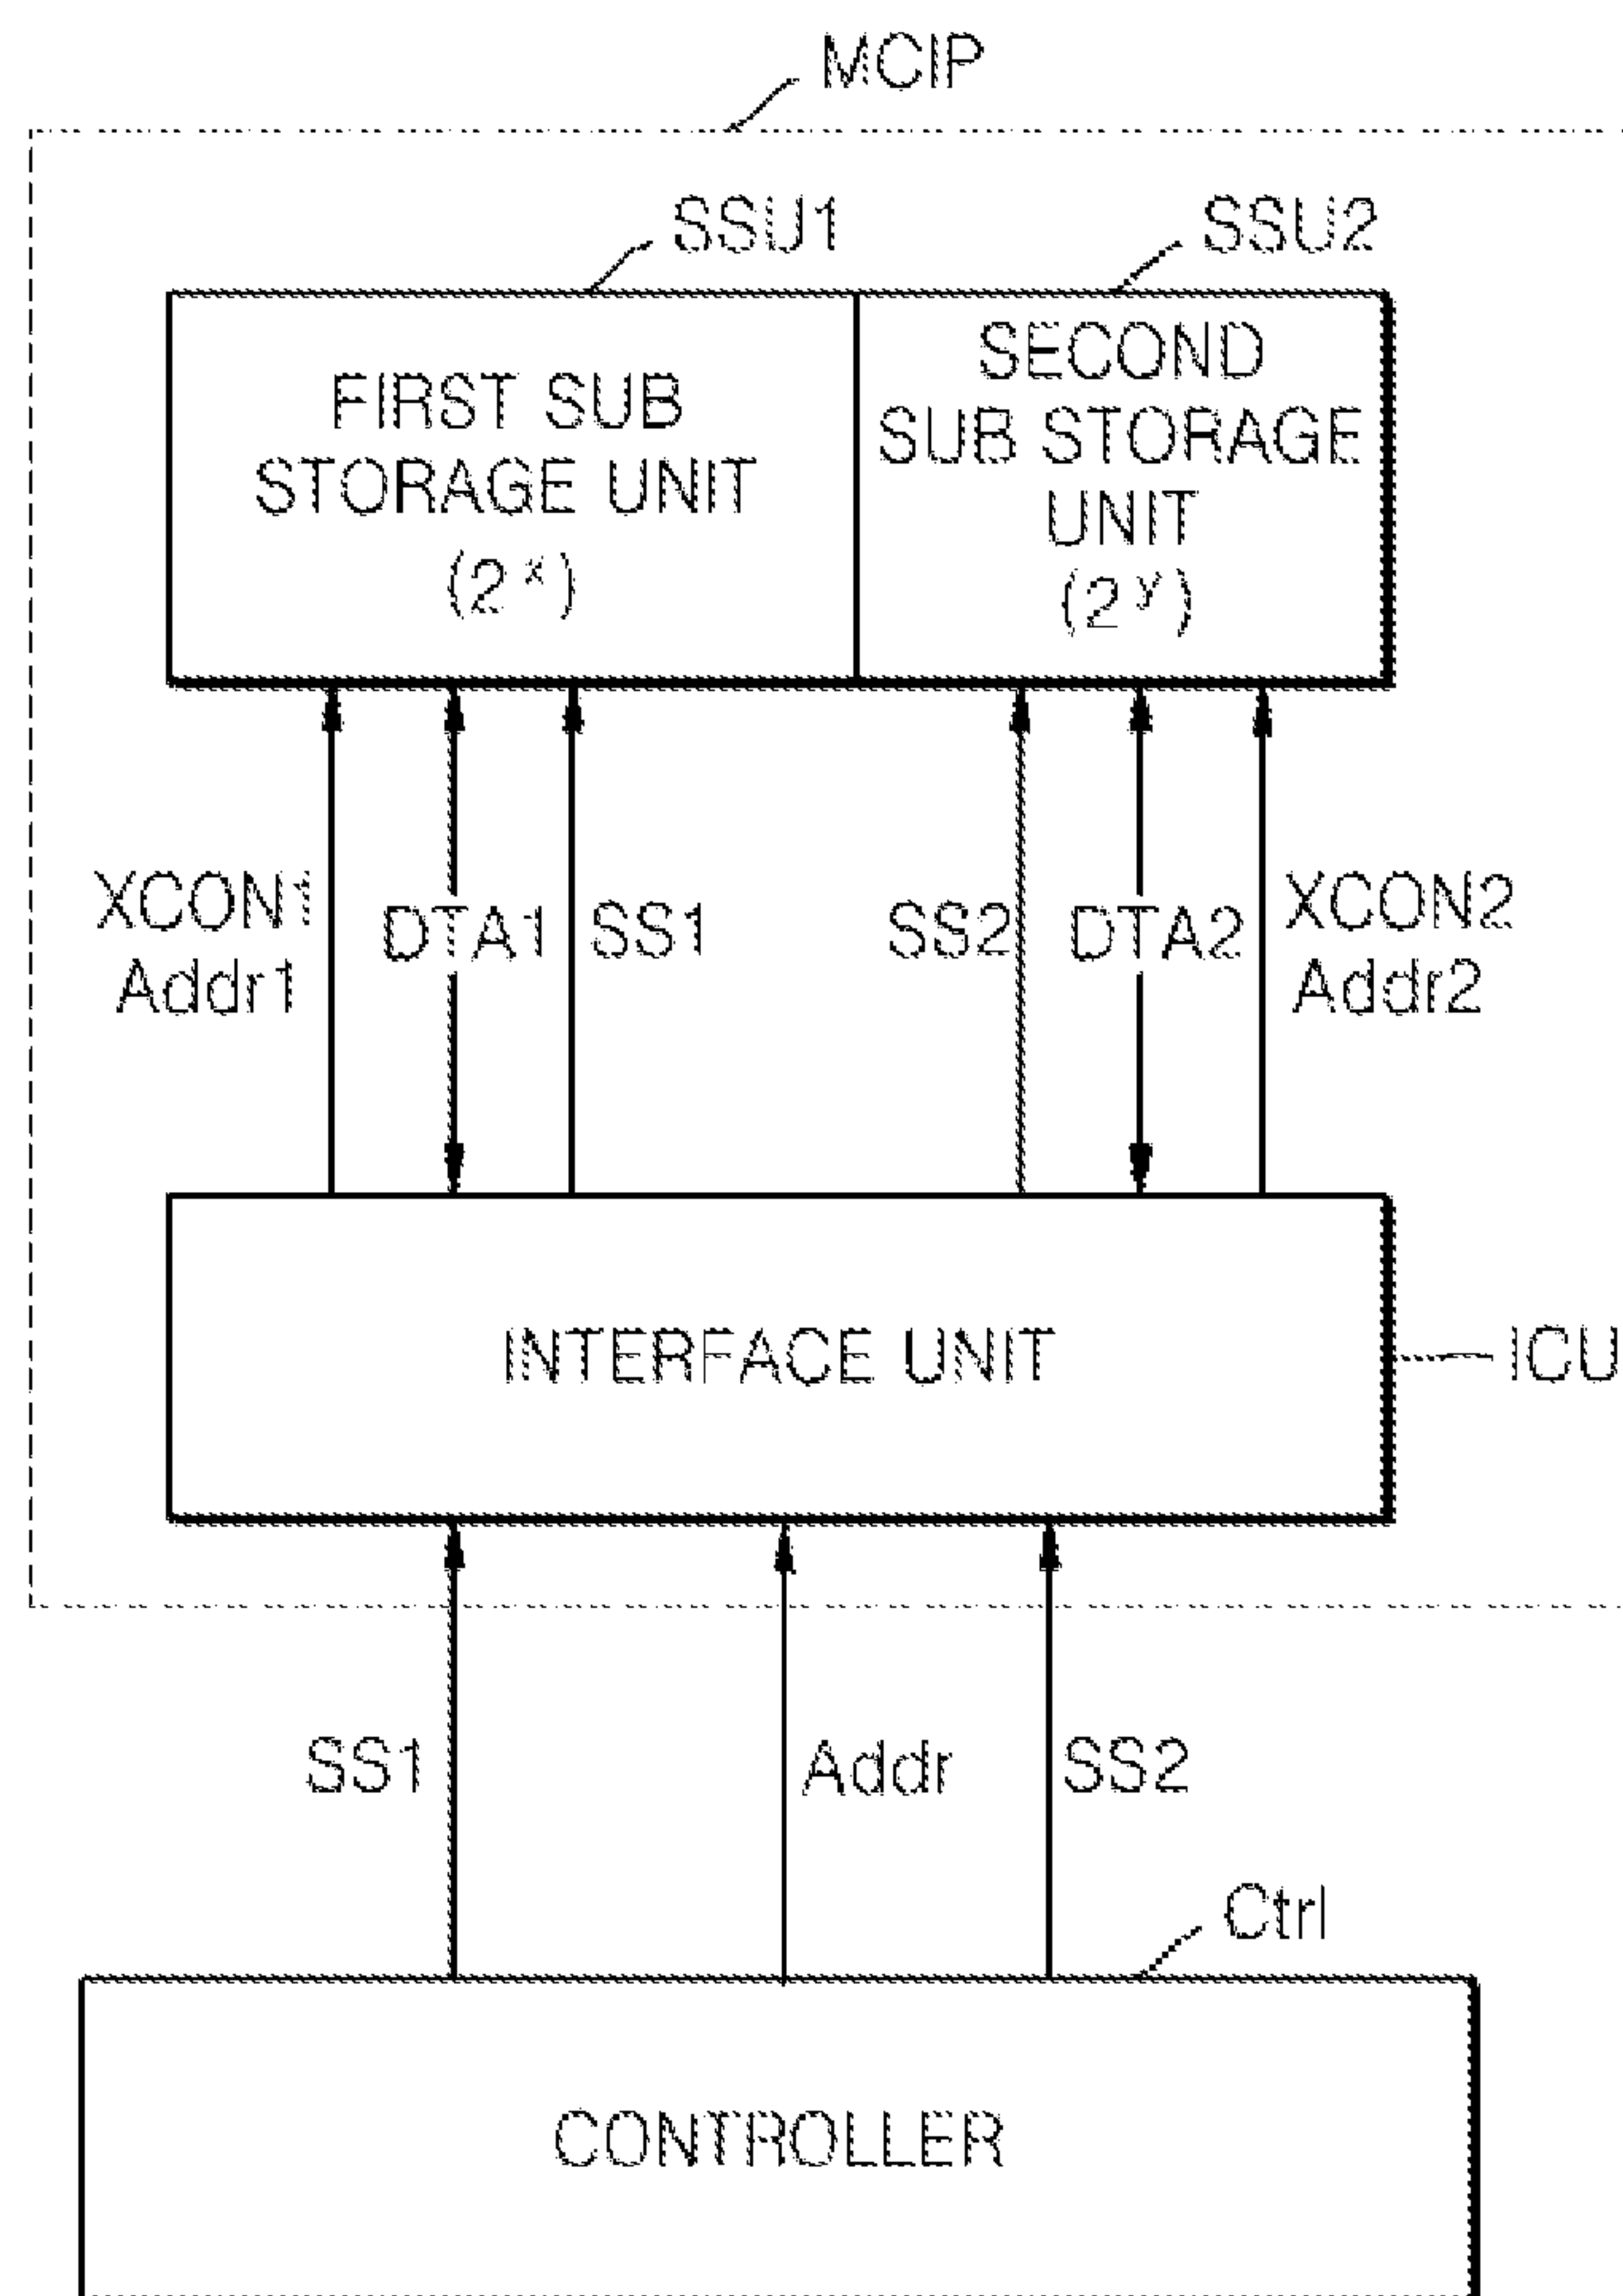 MCIP
SSU1
SSU2
FIRST SUB
STORAGE UNIT
(2^x)
SECOND
SUB STORAGE
UNIT
(2^y)
XCON1
Addr1
DTA1
SS1
SS2
DTA2
XCON2
Addr2
INTERFACE UNIT
ICU
SS1
Addr
SS2
Ctrl
CONTROLLER